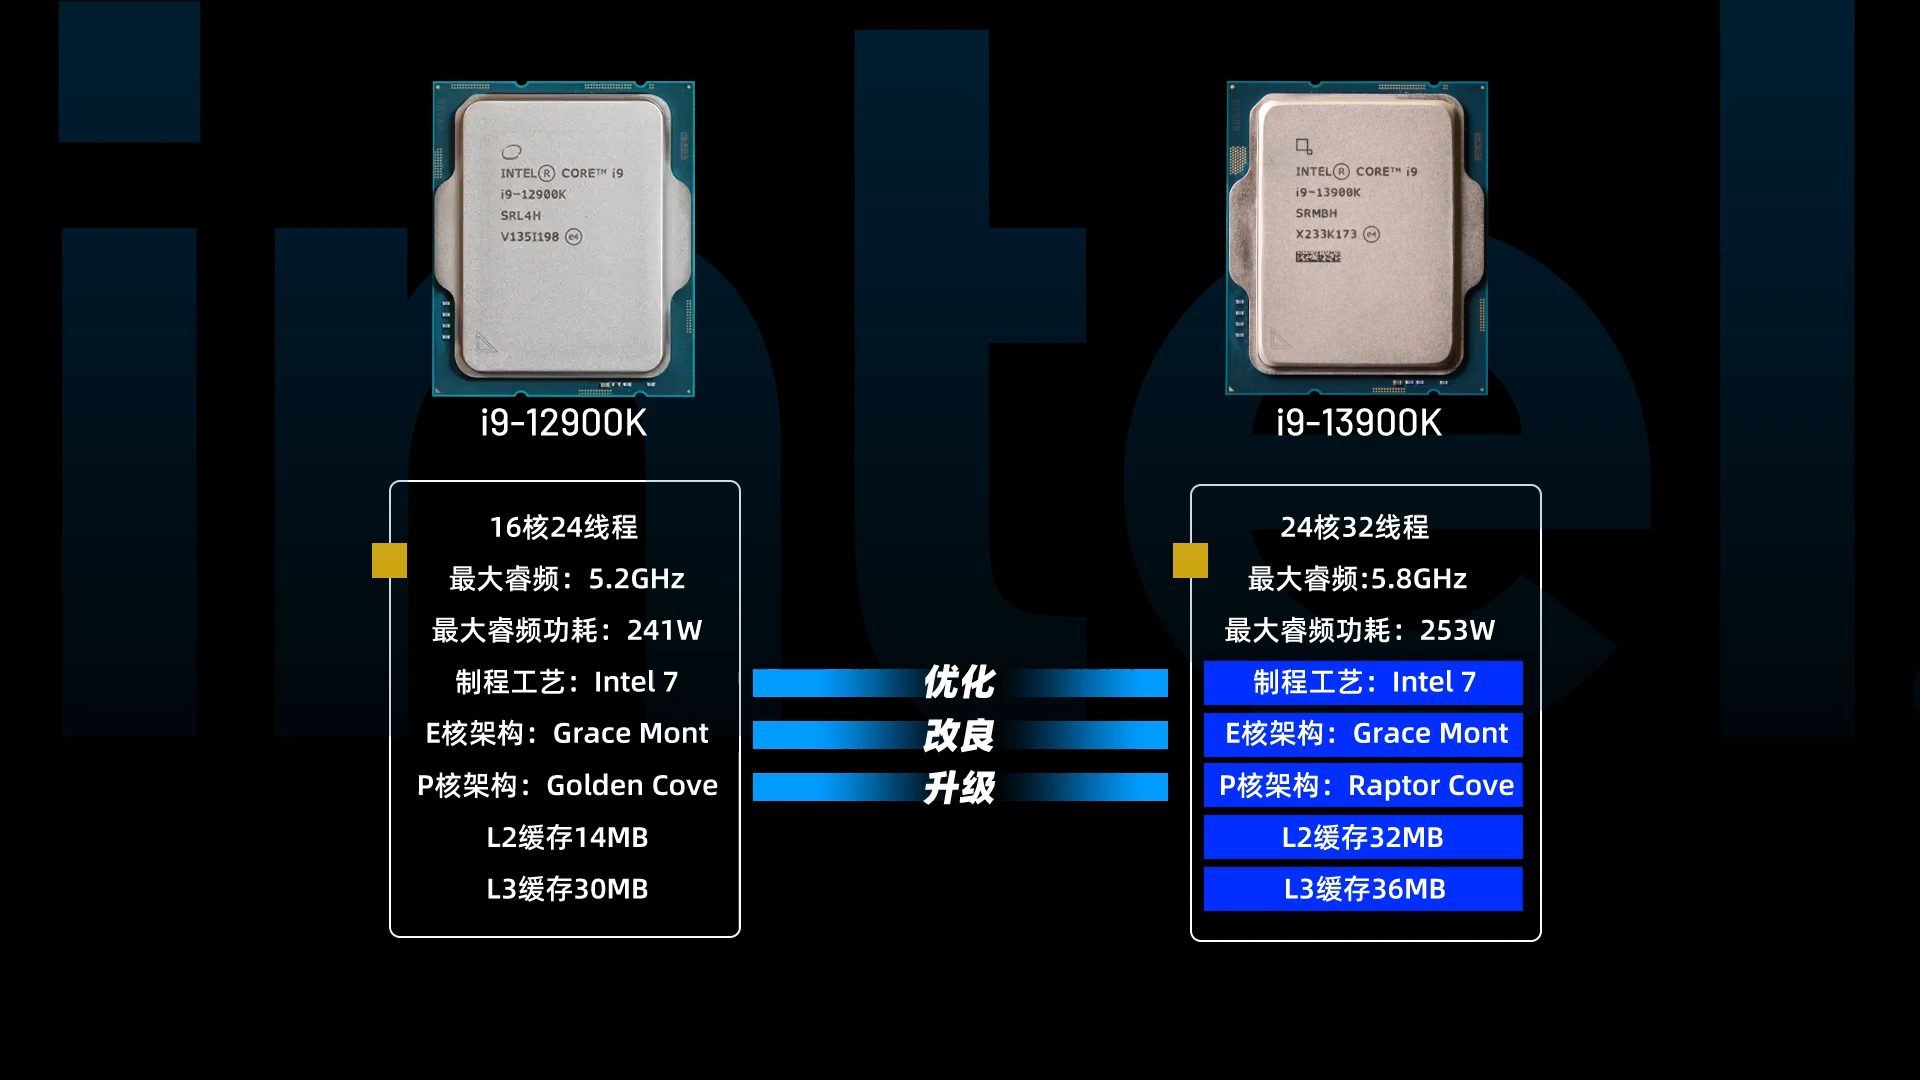 intel.
INTEL® CORE™ i9
i9-12900K
SRL4H
V135I198 e4
i9-12900K
16核24线程
最大睿频：5.2GHz
最大睿频功耗：241W
制程工艺：Intel 7
E核架构：Grace Mont
P核架构：Golden Cove
L2缓存14MB
L3缓存30MB
优化
改良
升级
INTEL® CORE™ i9
i9-13900K
SRMBH
X233K173 e4
i9-13900K
24核32线程
最大睿频:5.8GHz
最大睿频功耗：253W
制程工艺：Intel 7
E核架构：Grace Mont
P核架构：Raptor Cove
L2缓存32MB
L3缓存36MB